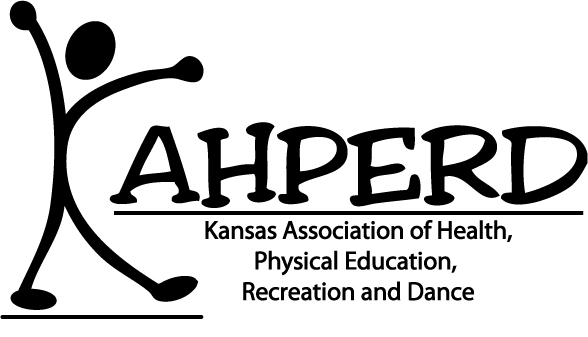 KAHPERD
Kansas Association of Health,
Physical Education,
Recreation and Dance